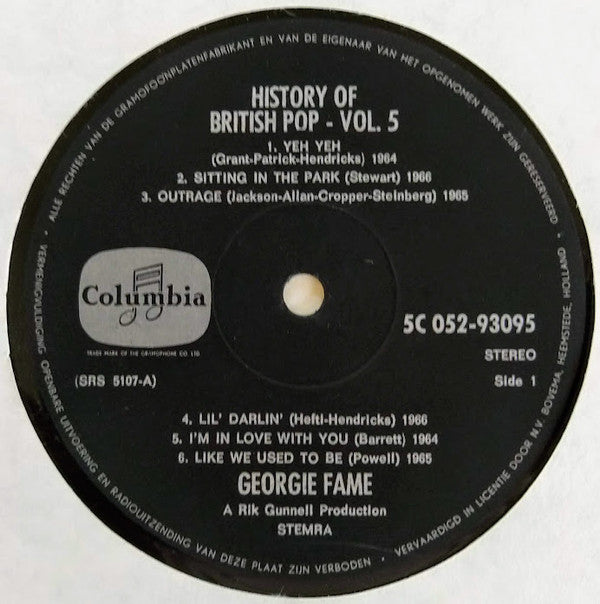 ALLE RECHTEN VAN DE GRAMOFOONPLATENFABRIKANT EN VAN DE EIGENAAR VAN HET OPGENOMEN WERK ZIJN GERESERVEERD
HISTORY OF
BRITISH POP - VOL. 5
1. YEH YEH
(Grant-Patrick-Hendricks) 1964
2. SITTING IN THE PARK (Stewart) 1966
3. OUTRAGE (Jackson-Allan-Cropper-Steinberg) 1965
Columbia
TRADE MARK OF THE GRAMOPHONE CO. LTD.
5C 052-93095
STEREO
(SRS 5107-A)
Side 1
4. LIL' DARLIN' (Hefti-Hendricks) 1966
5. I'M IN LOVE WITH YOU (Barrett) 1964
6. LIKE WE USED TO BE (Powell) 1965
GEORGIE FAME
A Rik Gunnell Production
STEMRA
• VERMENIGVULDIGING, OPENBARE UITVOERING EN RADIOUITZENDING VAN DEZE PLAAT ZIJN VERBODEN •
VERVAARDIGD IN LICENTIE DOOR N.V. BOVEMA, HEEMSTEDE, HOLLAND •